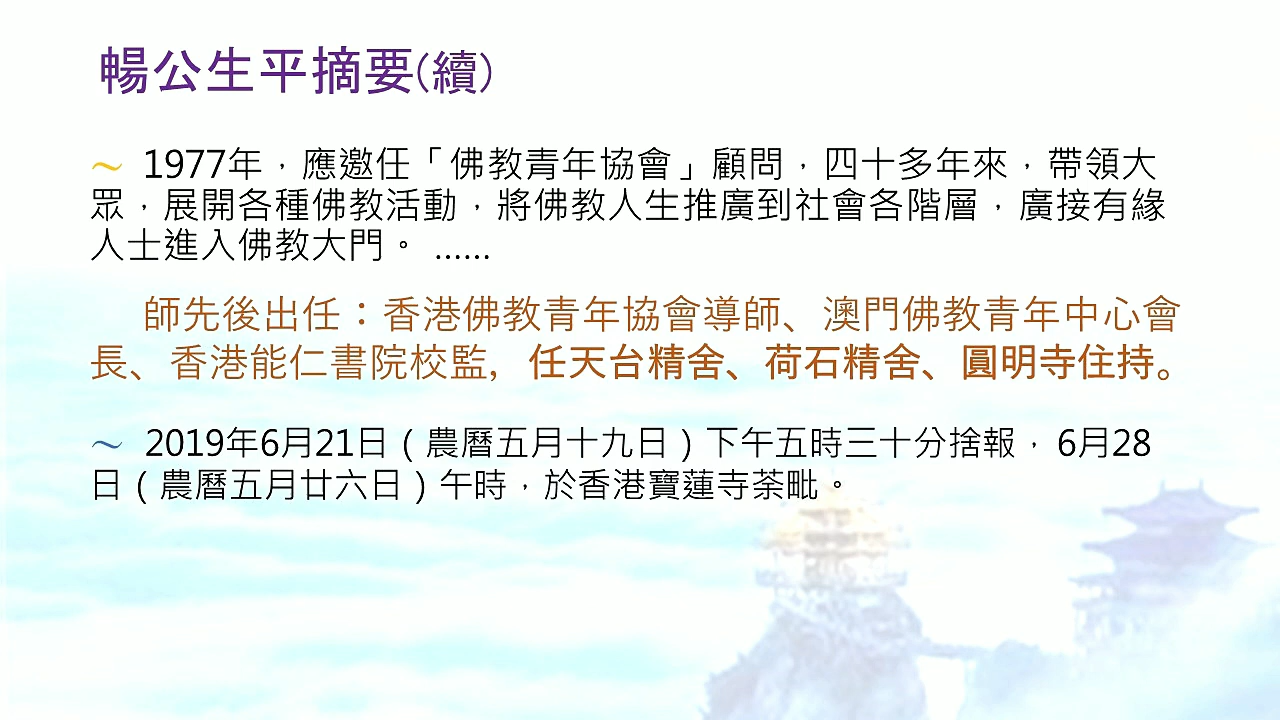 暢公生平摘要(續)
~ 1977年，應邀任「佛教青年協會」顧問，四十多年來，帶領大
眾，展開各種佛教活動，將佛教人生推廣到社會各階層，廣接有緣
人士進入佛教大門。 ……
師先後出任：香港佛教青年協會導師、澳門佛教青年中心會
長、香港能仁書院校監, 任天台精舍、荷石精舍、圓明寺住持。
~ 2019年6月21日（農曆五月十九日）下午五時三十分捨報， 6月28
日（農曆五月廿六日）午時，於香港寶蓮寺荼毗。